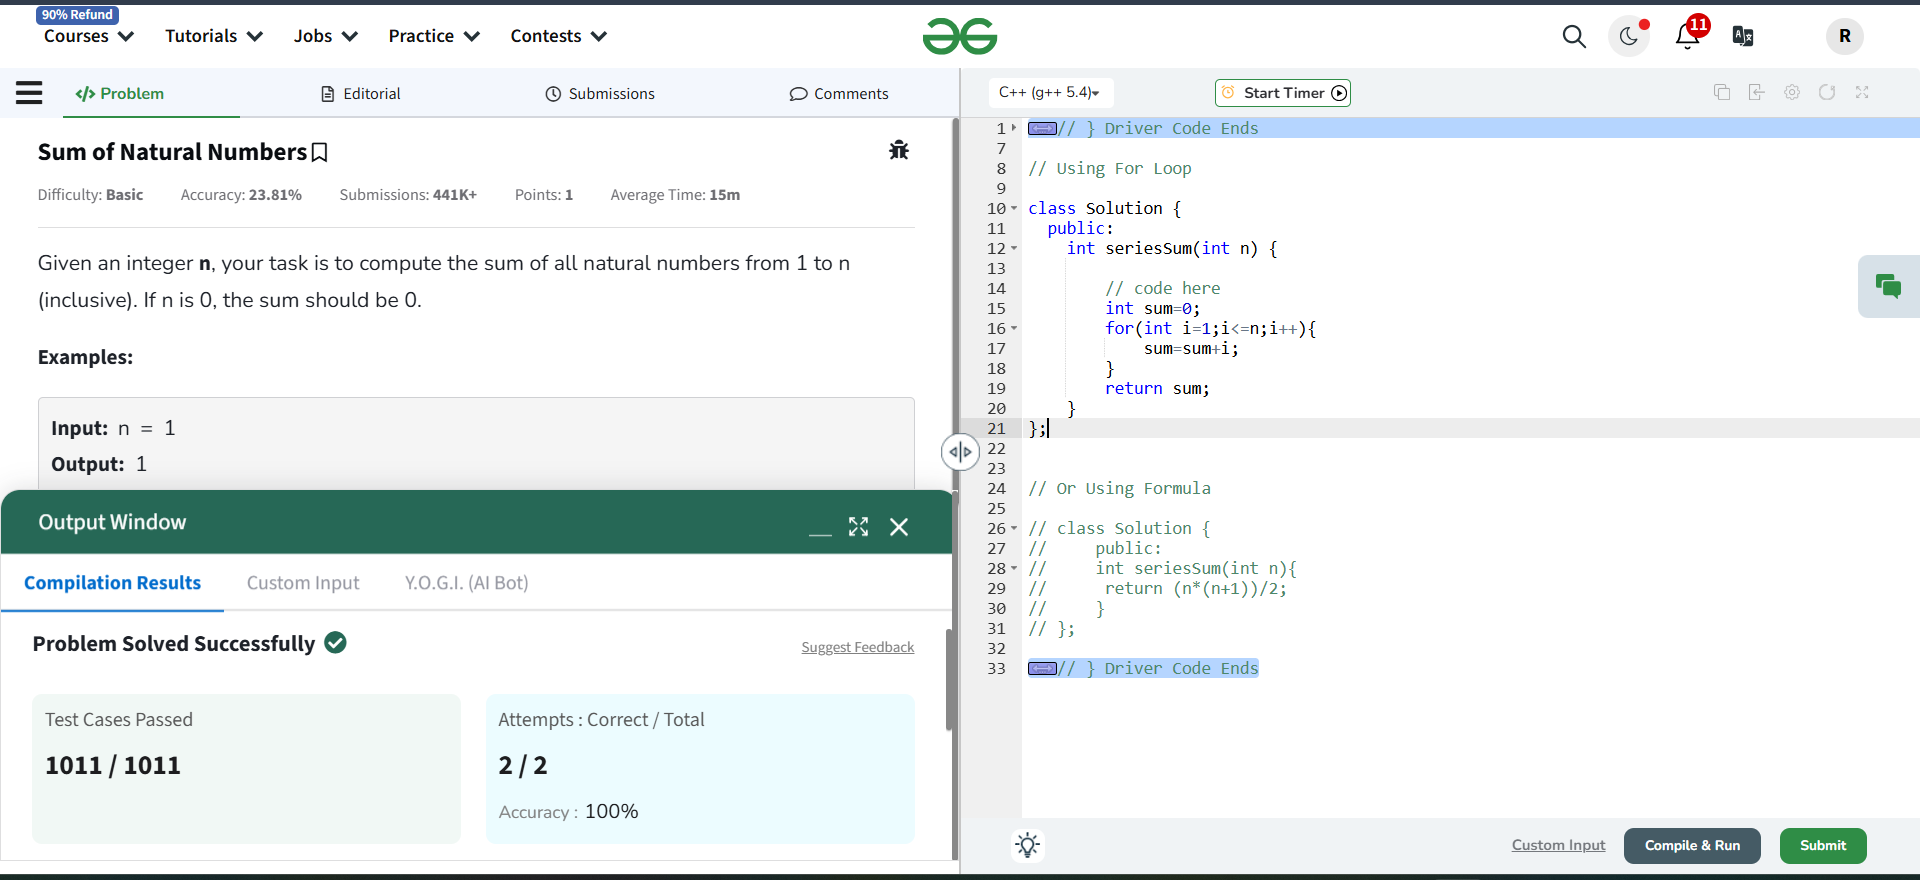 90% Refund
Courses Tutorials Jobs Practice Contests
11
R
Problem Editorial Submissions Comments
Sum of Natural Numbers
Difficulty: Basic Accuracy: 23.81% Submissions: 441K+ Points: 1 Average Time: 15m
Given an integer n, your task is to compute the sum of all natural numbers from 1 to n
(inclusive). If n is 0, the sum should be 0.
Examples:
Input: n = 1
Output: 1
Output Window
Compilation Results Custom Input Y.O.G.I. (AI Bot)
Problem Solved Successfully
Suggest Feedback
Test Cases Passed
1011 / 1011
Attempts : Correct / Total
2 / 2
Accuracy : 100%
C++ (g++ 5.4) Start Timer
1 // } Driver Code Ends
7
8 // Using For Loop
9
10 class Solution {
11 public:
12 int seriesSum(int n) {
13
14 // code here
15 int sum=0;
16 for(int i=1;i<=n;i++){
17 sum=sum+i;
18 }
19 return sum;
20 }
21 };
22
23
24 // Or Using Formula
25
26 // class Solution {
27 // public:
28 // int seriesSum(int n){
29 // return (n*(n+1))/2;
30 // }
31 // };
32
33 // } Driver Code Ends
Custom Input Compile & Run Submit